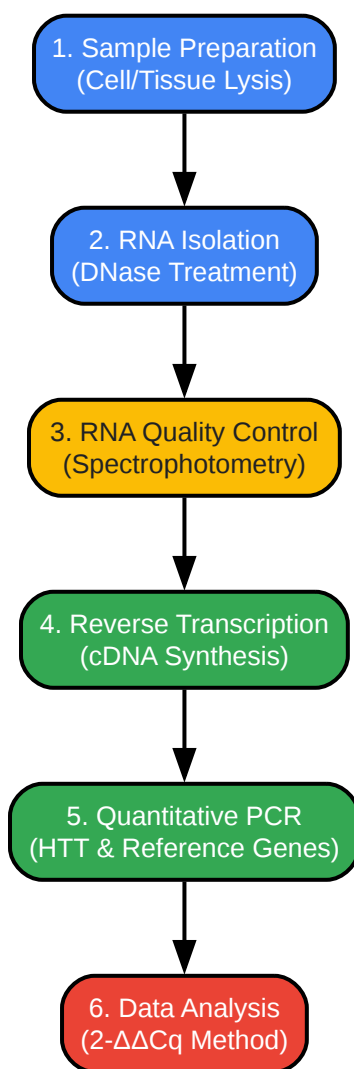 1. Sample Preparation
(Cell/Tissue Lysis)
2. RNA Isolation
(DNase Treatment)
3. RNA Quality Control
(Spectrophotometry)
4. Reverse Transcription
(cDNA Synthesis)
5. Quantitative PCR
(HTT & Reference Genes)
6. Data Analysis
(2-ΔΔCq Method)